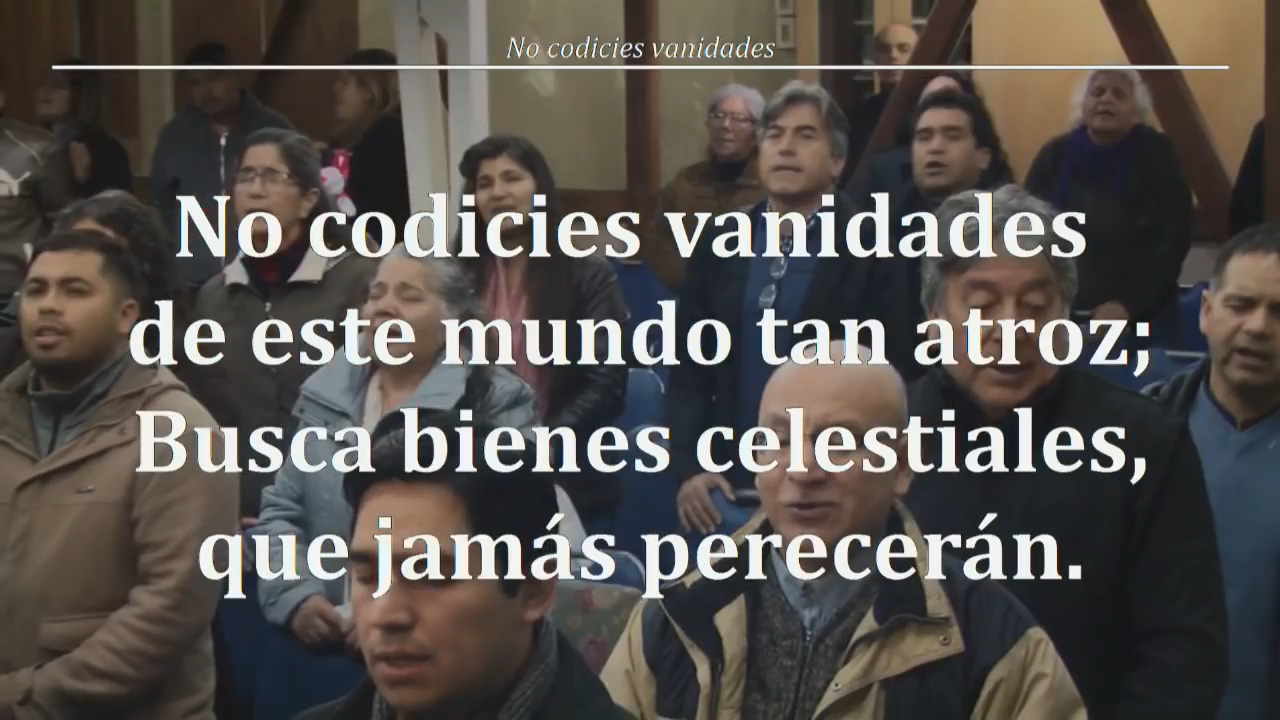 No codicies vanidades
No codicies vanidades
de este mundo tan atroz;
Busca bienes celestiales,
que jamás perecerán.